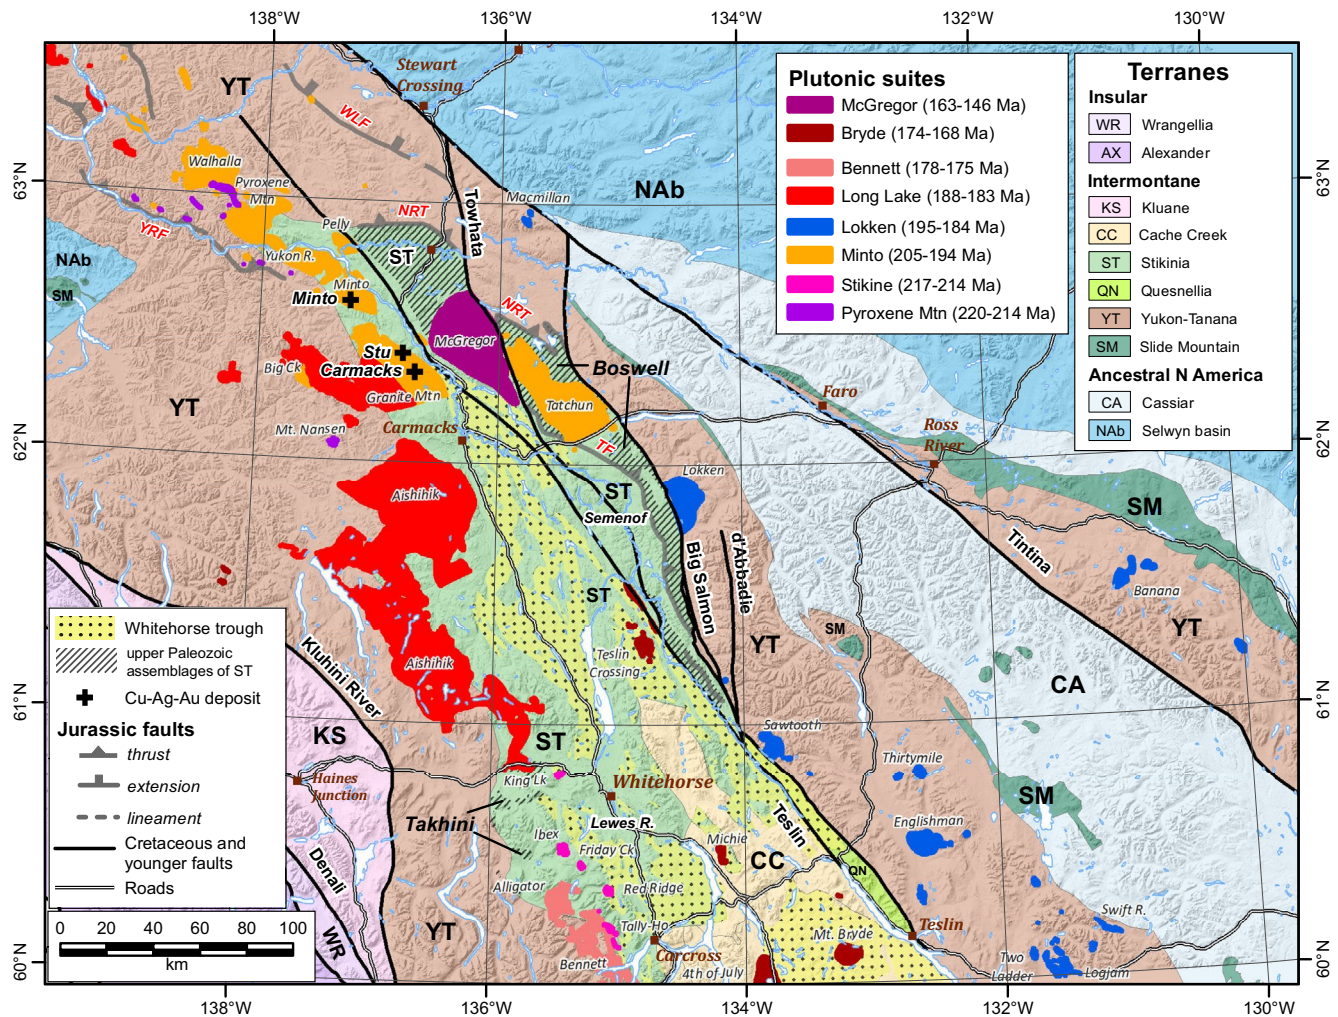 138°W
136°W
134°W
132°W
130°W
63°N
62°N
61°N
60°N
63°N
62°N
61°N
60°N
138°W
136°W
134°W
132°W
130°W
Plutonic suites
McGregor (163-146 Ma)
Bryde (174-168 Ma)
Bennett (178-175 Ma)
Long Lake (188-183 Ma)
Lokken (195-184 Ma)
Minto (205-194 Ma)
Stikine (217-214 Ma)
Pyroxene Mtn (220-214 Ma)
Terranes
Insular
WR Wrangellia
AX Alexander
Intermontane
KS Kluane
CC Cache Creek
ST Stikinia
QN Quesnellia
YT Yukon-Tanana
SM Slide Mountain
Ancestral N America
CA Cassiar
NAb Selwyn basin
Whitehorse trough
upper Paleozoic
assemblages of ST
Cu-Ag-Au deposit
Jurassic faults
thrust
extension
lineament
Cretaceous and
younger faults
Roads
0 20 40 60 80 100
km
Stewart
Crossing
YT
WLF
Walhalla
Pyroxene
Mtn
NAb
Macmillan
Towhata
NRT
Pelly
YRF
ST
Yukon R.
NAb
SM
Minto
Minto
NRT
McGregor
Stu
Carmacks
Boswell
Big Ck
Granite Mtn
Tatchun
Faro
YT
Mt. Nansen
Carmacks
TF
Ross
River
Lokken
Aishihik
ST
SM
Semenof
Tintina
Big Salmon
d'Abbadie
Banana
ST
YT
YT
SM
Teslin
Crossing
Aishihik
Kluhini River
CA
KS
ST
Sawtooth
Haines
Junction
King Lk
Whitehorse
Thirtymile
SM
Takhini
Lewes R.
Teslin
Englishman
Ibex
Friday Ck
Michie
CC
Denali
QN
Alligator
Red Ridge
Swift R.
YT
Tally-Ho
Teslin
WR
Mt. Bryde
Bennett
Carcross
4th of July
Two
Ladder
Logjam